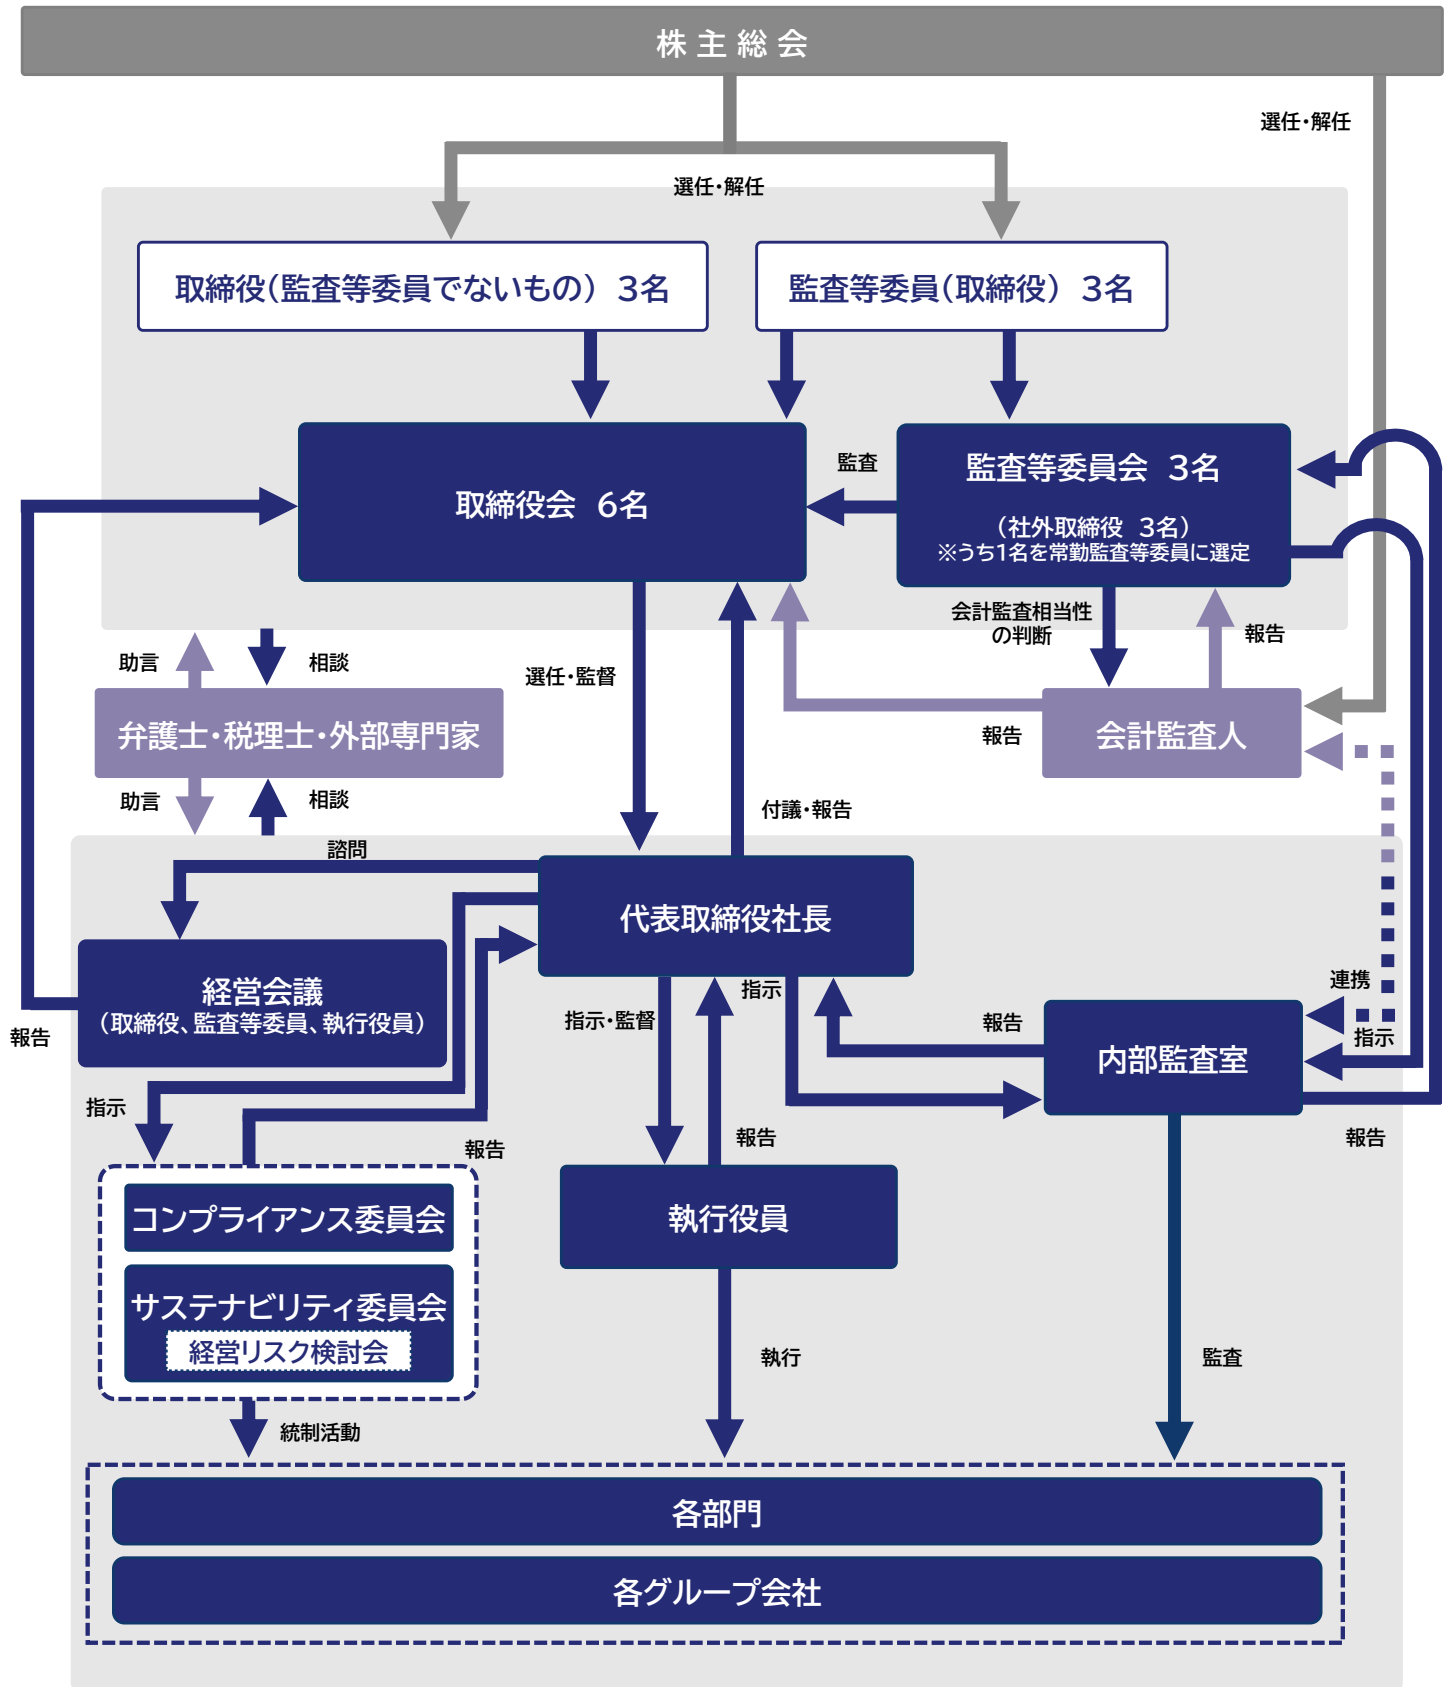 株主総会
選任・解任
選任・解任
取締役(監査等委員でないもの) 3名
監査等委員(取締役) 3名
取締役会 6名
監査
監査等委員会 3名
(社外取締役 3名)
※うち1名を常勤監査等委員に選定
会計監査相当性
の判断
報告
助言
相談
選任・監督
弁護士・税理士・外部専門家
報告
会計監査人
助言
相談
付議・報告
諮問
代表取締役社長
経営会議
(取締役、監査等委員、執行役員)
報告
指示・監督
指示
報告
連携
指示
内部監査室
指示
報告
報告
報告
コンプライアンス委員会
執行役員
サステナビリティ委員会
経営リスク検討会
執行
監査
統制活動
各部門
各グループ会社